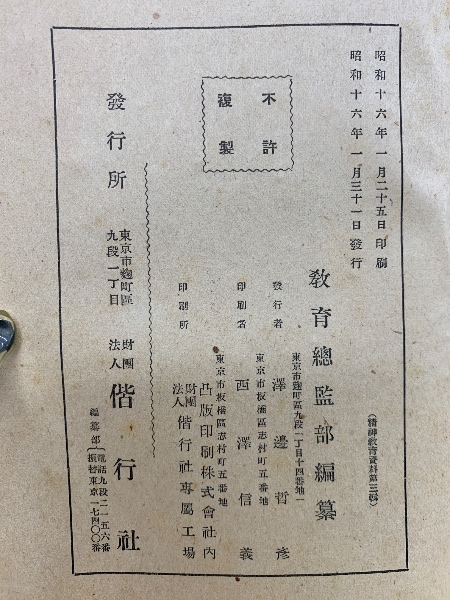 昭和十六年一月二十五日印刷
昭和十六年一月三十一日發行
(精神敎育資料第三輯)
不許
複製
敎育總監部編纂
東京市麴町區九段二丁目十四番地一
發行者 澤邊哲彥
東京市板橋區志村町五番地
印刷者 西澤信義
東京市板橋區志村町五番地
凸版印刷株式會社內
印刷所 財團法人偕行社專屬工場
發行所
東京市麴町區九段二丁目
財團法人 偕行社
編纂部
電話九段二一五六番
振替東京一七四〇〇番